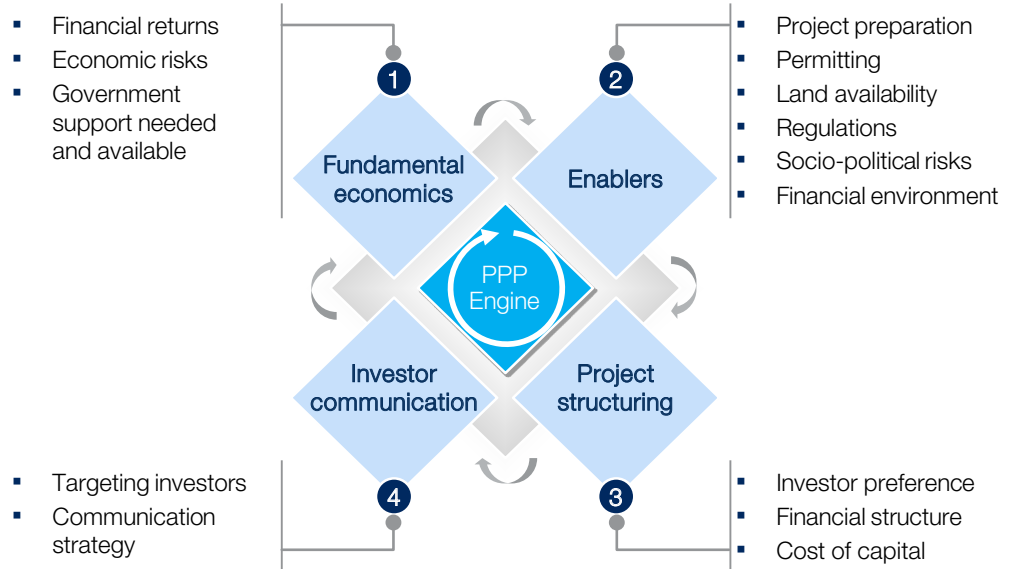 Financial returns
Economic risks
Government
support needed
and available
1
Fundamental
economics
2
Enablers
Project preparation
Permitting
Land availability
Regulations
Socio-political risks
Financial environment
PPP
Engine
Investor
communication
4
Targeting investors
Communication
strategy
Project
structuring
3
Investor preference
Financial structure
Cost of capital